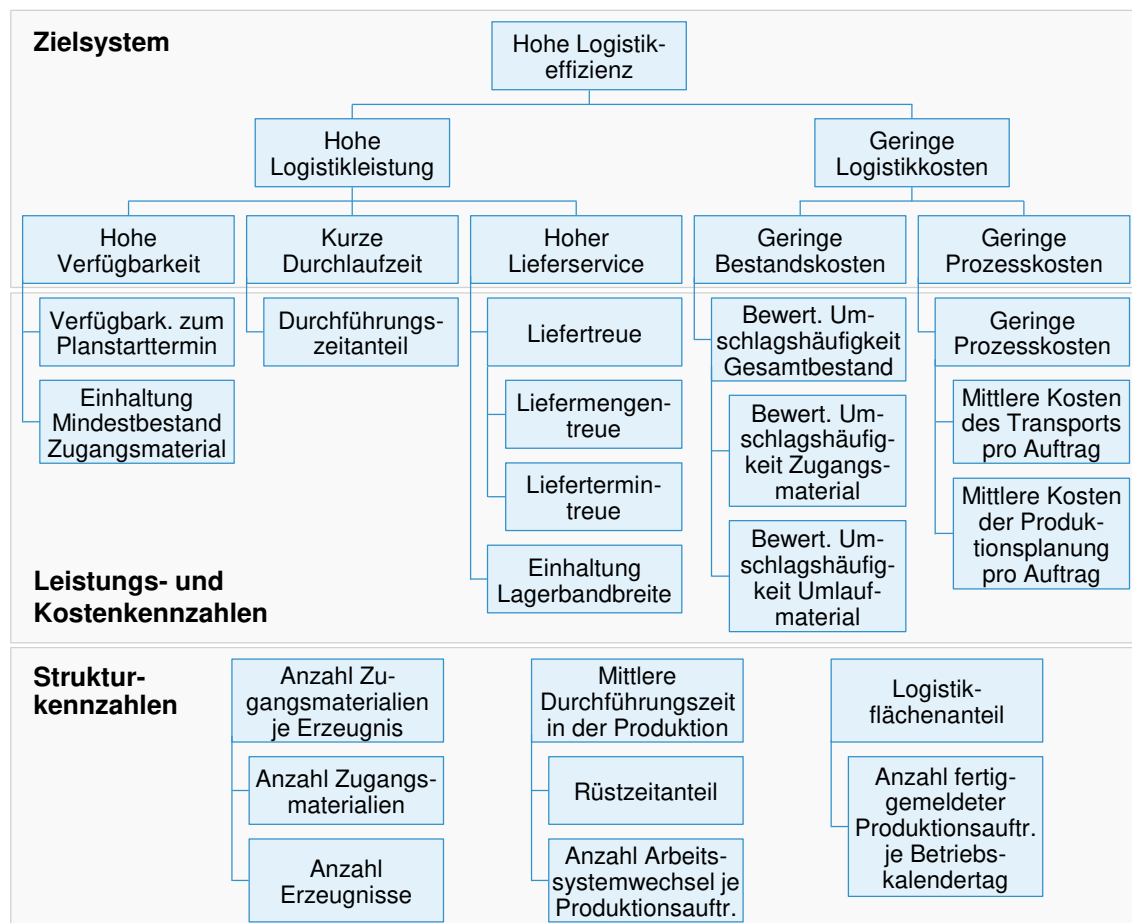 Zielsystem
Hohe Logistik-
effizienz
Hohe
Logistikleistung
Geringe
Logistikkosten
Hohe
Verfügbarkeit
Kurze
Durchlaufzeit
Hoher
Lieferservice
Geringe
Bestandskosten
Geringe
Prozesskosten
Verfügbark. zum
Planstarttermin
Einhaltung
Mindestbestand
Zugangsmaterial
Durchführungs-
zeitanteil
Liefertreue
Liefermengen-
treue
Liefertermin-
treue
Einhaltung
Lagerbandbreite
Bewert. Um-
schlagshäufigkeit
Gesamtbestand
Bewert. Um-
schlagshäufig-
keit Zugangs-
material
Bewert. Um-
schlagshäufig-
keit Umlauf-
material
Geringe
Prozesskosten
Mittlere Kosten
des Transports
pro Auftrag
Mittlere Kosten
der Produk-
tionsplanung
pro Auftrag
Leistungs- und
Kostenkennzahlen
Struktur-
kennzahlen
Anzahl Zu-
gangsmaterialien
je Erzeugnis
Anzahl Zugangs-
materialien
Anzahl
Erzeugnisse
Mittlere
Durchführungszeit
in der Produktion
Rüstzeitanteil
Anzahl Arbeits-
systemwechsel je
Produktionsauftr.
Logistik-
flächenanteil
Anzahl fertig-
gemeldeter
Produktionsauftr.
je Betriebs-
kalendertag